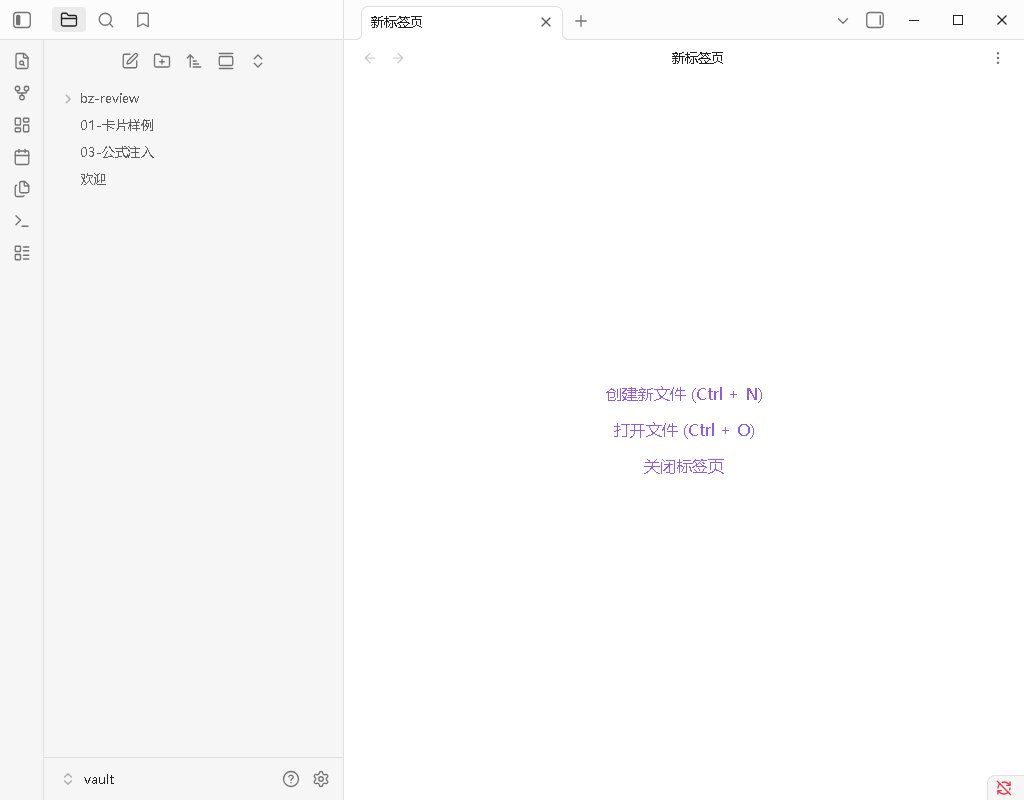 新标签页
新标签页
bz-review
01-卡片样例
03-公式注入
欢迎
创建新文件 (Ctrl + N)
打开文件 (Ctrl + O)
关闭标签页
vault